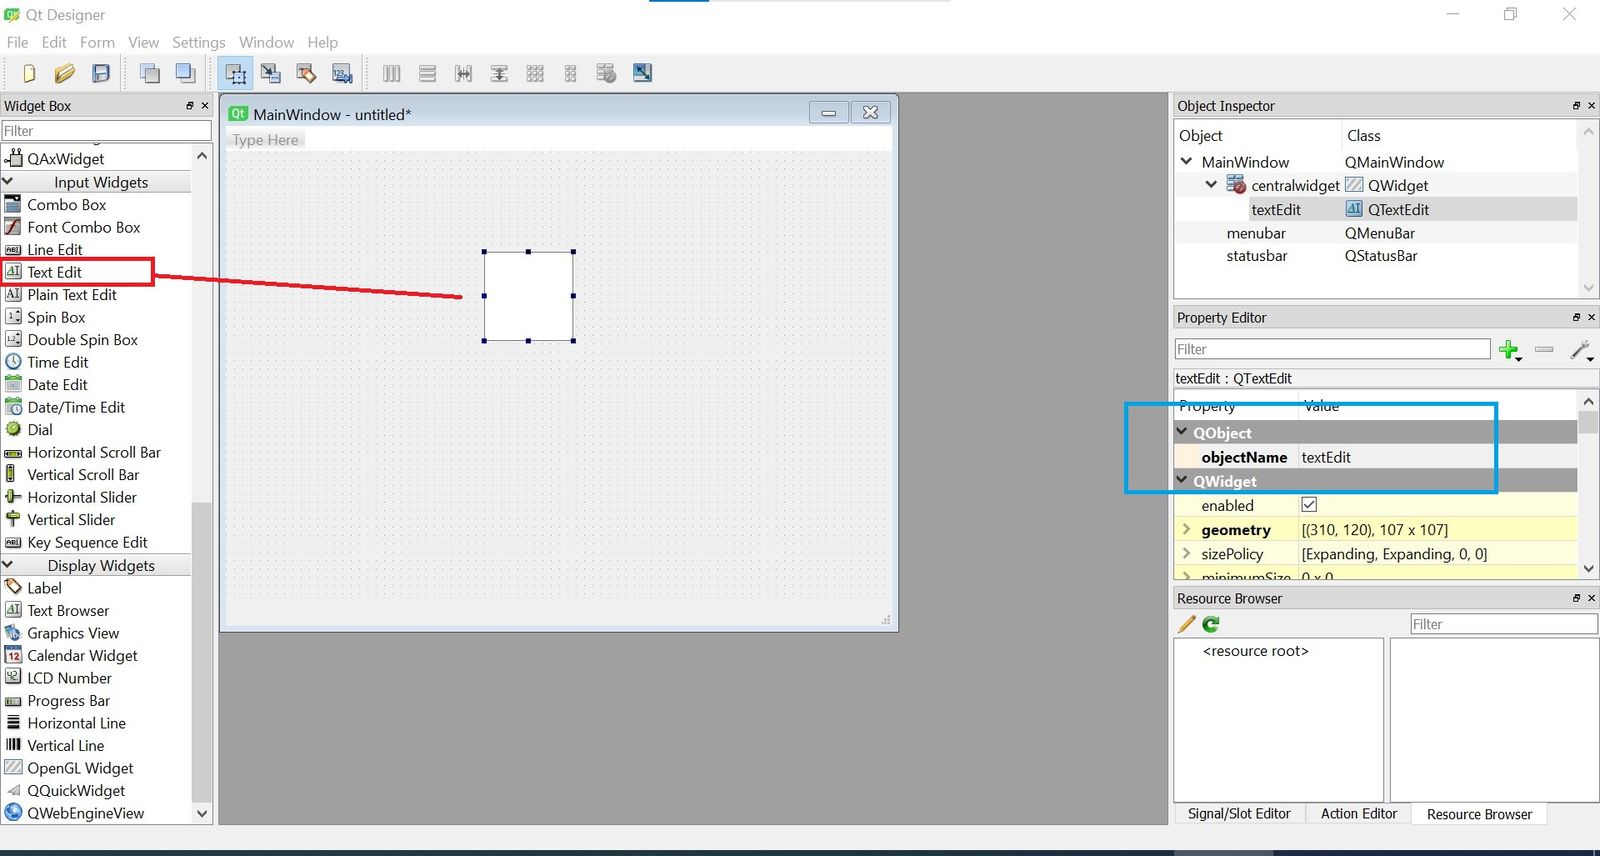 Qt Designer
File Edit Form View Settings Window Help
Widget Box
Filter
QAxWidget
Input Widgets
Combo Box
Font Combo Box
Line Edit
Text Edit
Plain Text Edit
Spin Box
Double Spin Box
Time Edit
Date Edit
Date/Time Edit
Dial
Horizontal Scroll Bar
Vertical Scroll Bar
Horizontal Slider
Vertical Slider
Key Sequence Edit
Display Widgets
Label
Text Browser
Graphics View
Calendar Widget
LCD Number
Progress Bar
Horizontal Line
Vertical Line
OpenGL Widget
QQuickWidget
QWebEngineView
MainWindow - untitled*
Type Here
Object Inspector
Object Class
MainWindow QMainWindow
centralwidget QWidget
textEdit QTextEdit
menubar QMenuBar
statusbar QStatusBar
Property Editor
Filter
textEdit : QTextEdit
Property Value
QObject
objectName textEdit
QWidget
enabled
geometry [(310, 120), 107 x 107]
sizePolicy [Expanding, Expanding, 0, 0]
minimumSize 0 x 0
Resource Browser
Filter
<resource root>
Signal/Slot Editor Action Editor Resource Browser